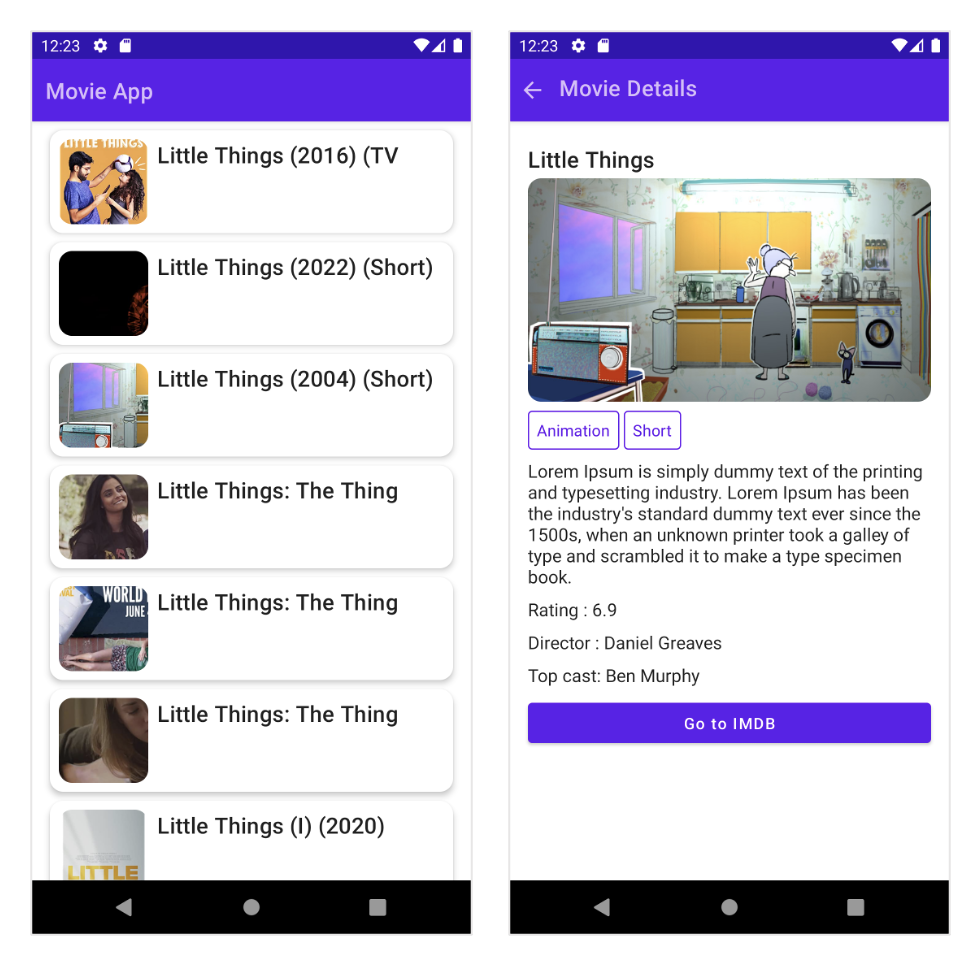 12:23
Movie App
LITTLE THINGS
Little Things (2016) (TV
Little Things (2022) (Short)
Little Things (2004) (Short)
Little Things: The Thing
WORLD
JUNE
Little Things: The Thing
Little Things: The Thing
Little Things (I) (2020)
LITTLE
12:23
Movie Details
Little Things
Animation
Short
Lorem Ipsum is simply dummy text of the printing
and typesetting industry. Lorem Ipsum has been
the industry's standard dummy text ever since the
1500s, when an unknown printer took a galley of
type and scrambled it to make a type specimen
book.
Rating : 6.9
Director : Daniel Greaves
Top cast: Ben Murphy
Go to IMDB